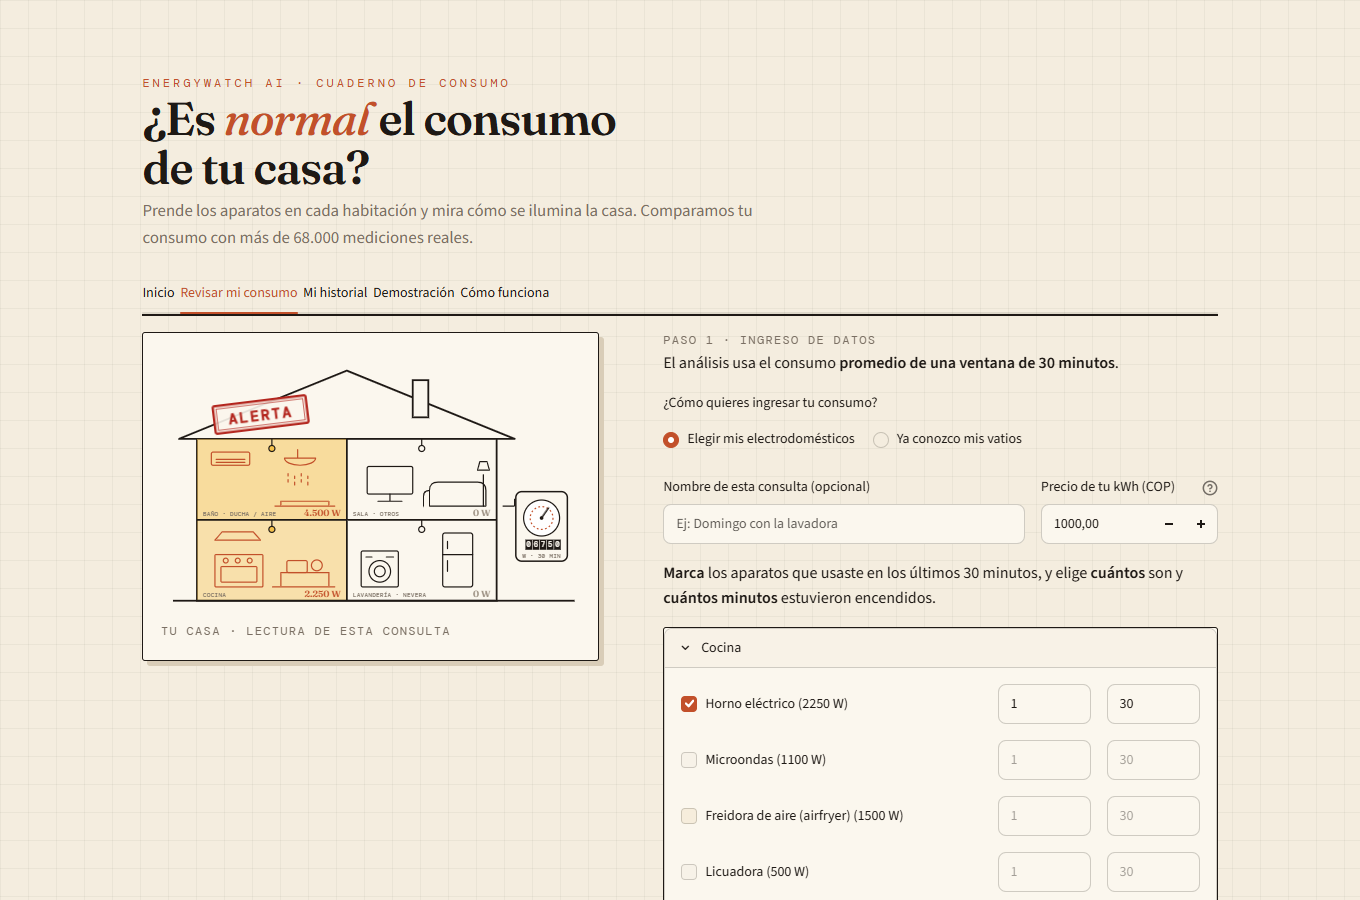 ENERGYWATCH AI · CUADERNO DE CONSUMO
¿Es normal el consumo
de tu casa?
Prende los aparatos en cada habitación y mira cómo se ilumina la casa. Comparamos tu
consumo con más de 68.000 mediciones reales.
Inicio Revisar mi consumo Mi historial Demostración Cómo funciona
ALERTA
BAÑO · DUCHA / AIRE 4.500 W
SALA · OTROS 0 W
COCINA 2.250 W
LAVANDERÍA · NEVERA 0 W
06750
W · 30 MIN
TU CASA · LECTURA DE ESTA CONSULTA
PASO 1 · INGRESO DE DATOS
El análisis usa el consumo promedio de una ventana de 30 minutos.
¿Cómo quieres ingresar tu consumo?
Elegir mis electrodomésticos Ya conozco mis vatios
Nombre de esta consulta (opcional) Precio de tu kWh (COP) ?
Ej: Domingo con la lavadora 1000,00 − +
Marca los aparatos que usaste en los últimos 30 minutos, y elige cuántos son y
cuántos minutos estuvieron encendidos.
Cocina
Horno eléctrico (2250 W) 1 30
Microondas (1100 W) 1 30
Freidora de aire (airfryer) (1500 W) 1 30
Licuadora (500 W) 1 30